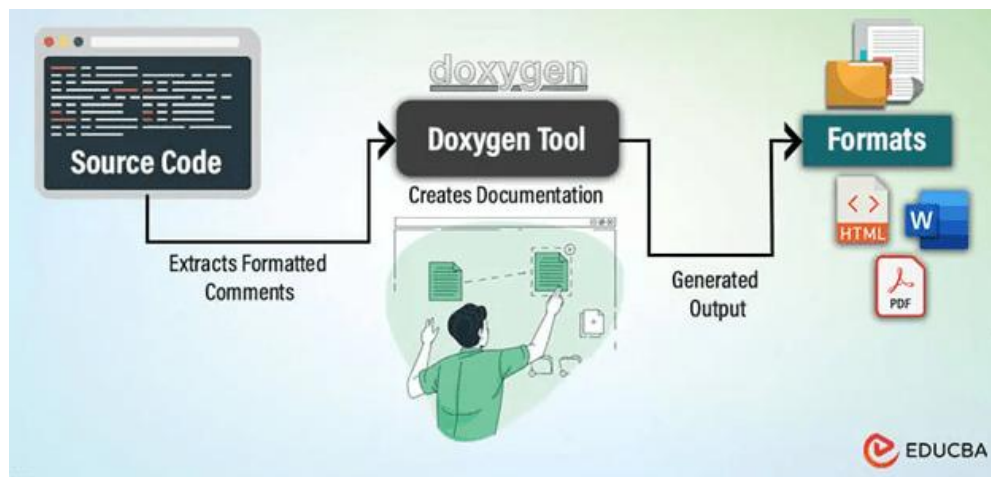 doxygen
Source Code
Doxygen Tool
Formats
Creates Documentation
Extracts Formatted
Comments
Generated
Output
HTML
W
PDF
EDUCBA